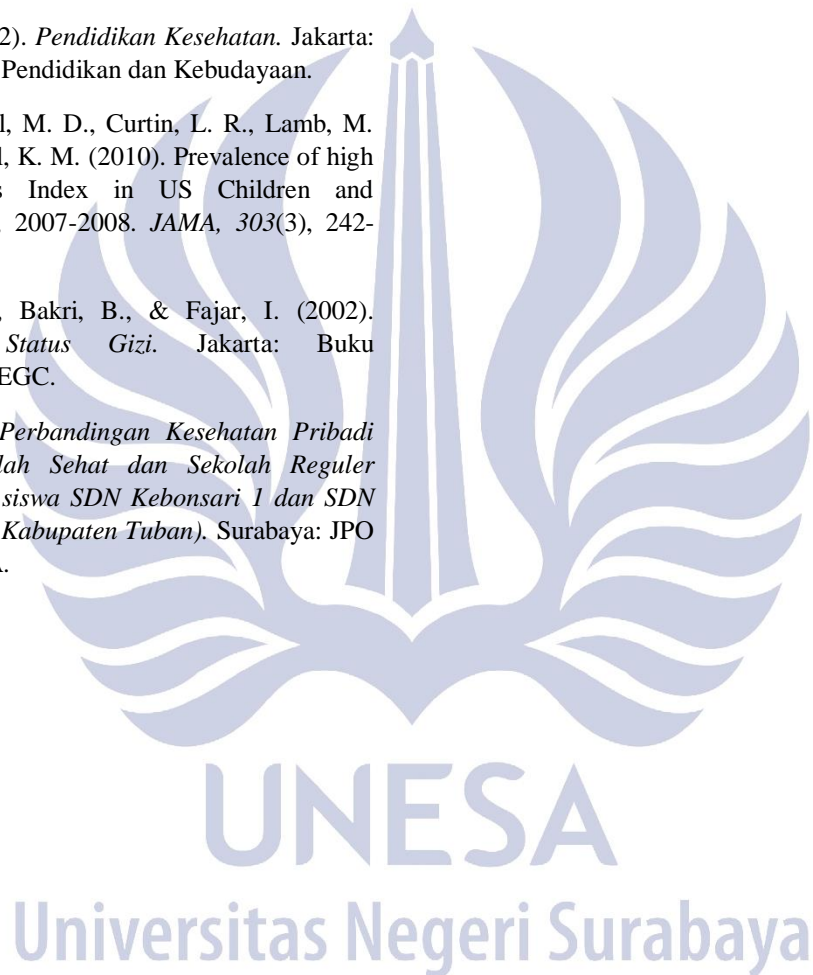 2). Pendidikan Kesehatan. Jakarta:
Pendidikan dan Kebudayaan.
l, M. D., Curtin, L. R., Lamb, M.
l, K. M. (2010). Prevalence of high
s Index in US Children and
, 2007-2008. JAMA, 303(3), 242-
, Bakri, B., & Fajar, I. (2002).
Status Gizi. Jakarta: Buku
EGC.
Perbandingan Kesehatan Pribadi
lah Sehat dan Sekolah Reguler
siswa SDN Kebonsari 1 dan SDN
Kabupaten Tuban). Surabaya: JPO
A.
UNESA
Universitas Negeri Surabaya